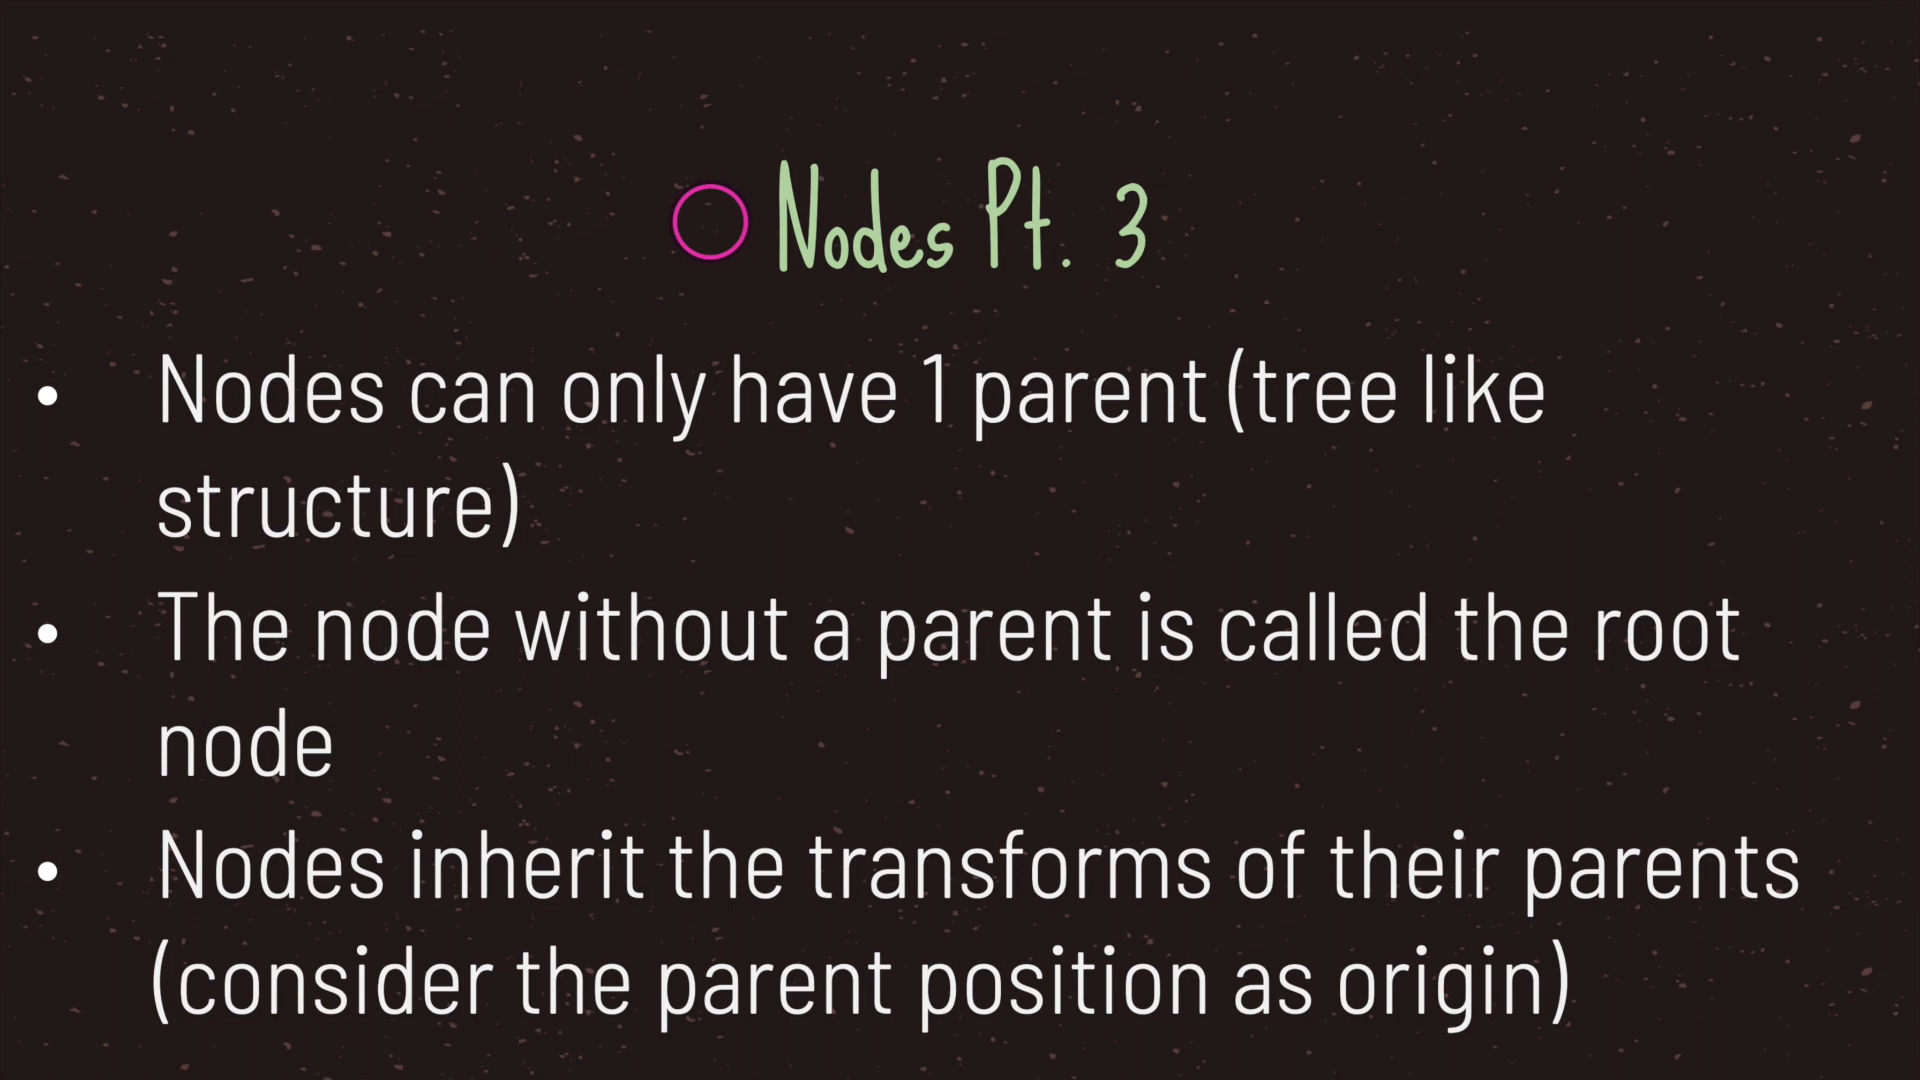 Nodes Pt. 3
• Nodes can only have 1 parent (tree like
structure)
• The node without a parent is called the root
node
• Nodes inherit the transforms of their parents
(consider the parent position as origin)